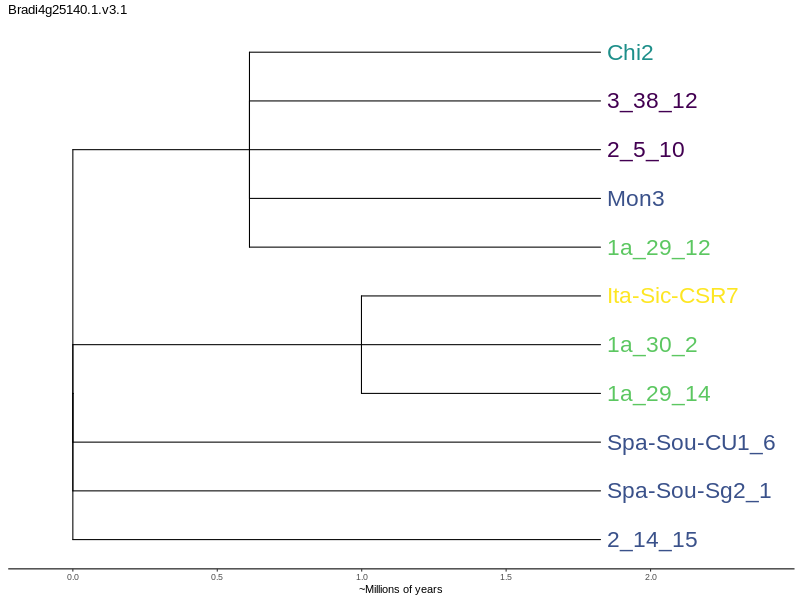 Bradi4g25140.1.v3.1
Chi2
3_38_12
2_5_10
Mon3
1a_29_12
Ita-Sic-CSR7
1a_30_2
1a_29_14
Spa-Sou-CU1_6
Spa-Sou-Sg2_1
2_14_15
0.0 0.5 1.0 1.5 2.0
~Millions of years